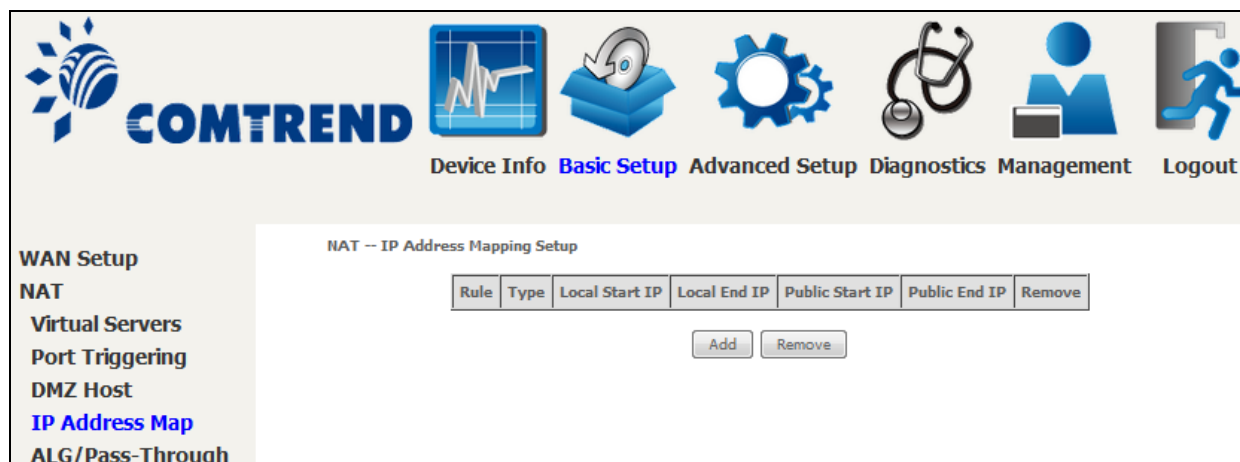 COMTREND
Device Info Basic Setup Advanced Setup Diagnostics Management Logout
WAN Setup
NAT
Virtual Servers
Port Triggering
DMZ Host
IP Address Map
ALG/Pass-Through
NAT -- IP Address Mapping Setup
Rule Type Local Start IP Local End IP Public Start IP Public End IP Remove
Add Remove